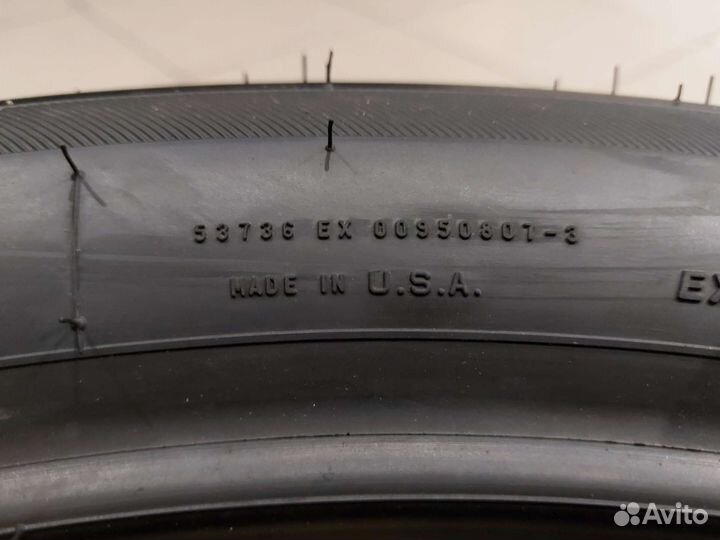 53736 EX 00950807-3
MADE IN U.S.A.
EX
Avito